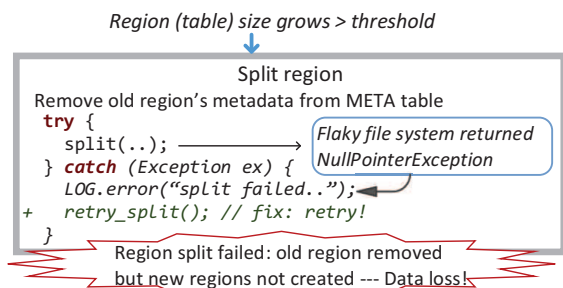 Region (table) size grows > threshold
Split region
Remove old region's metadata from META table
try {
split(..);
Flaky file system returned
NullPointerException
} catch (Exception ex) {
LOG.error(“split failed..”);
+ retry_split(); // fix: retry!
}
Region split failed: old region removed
but new regions not created --- Data loss!